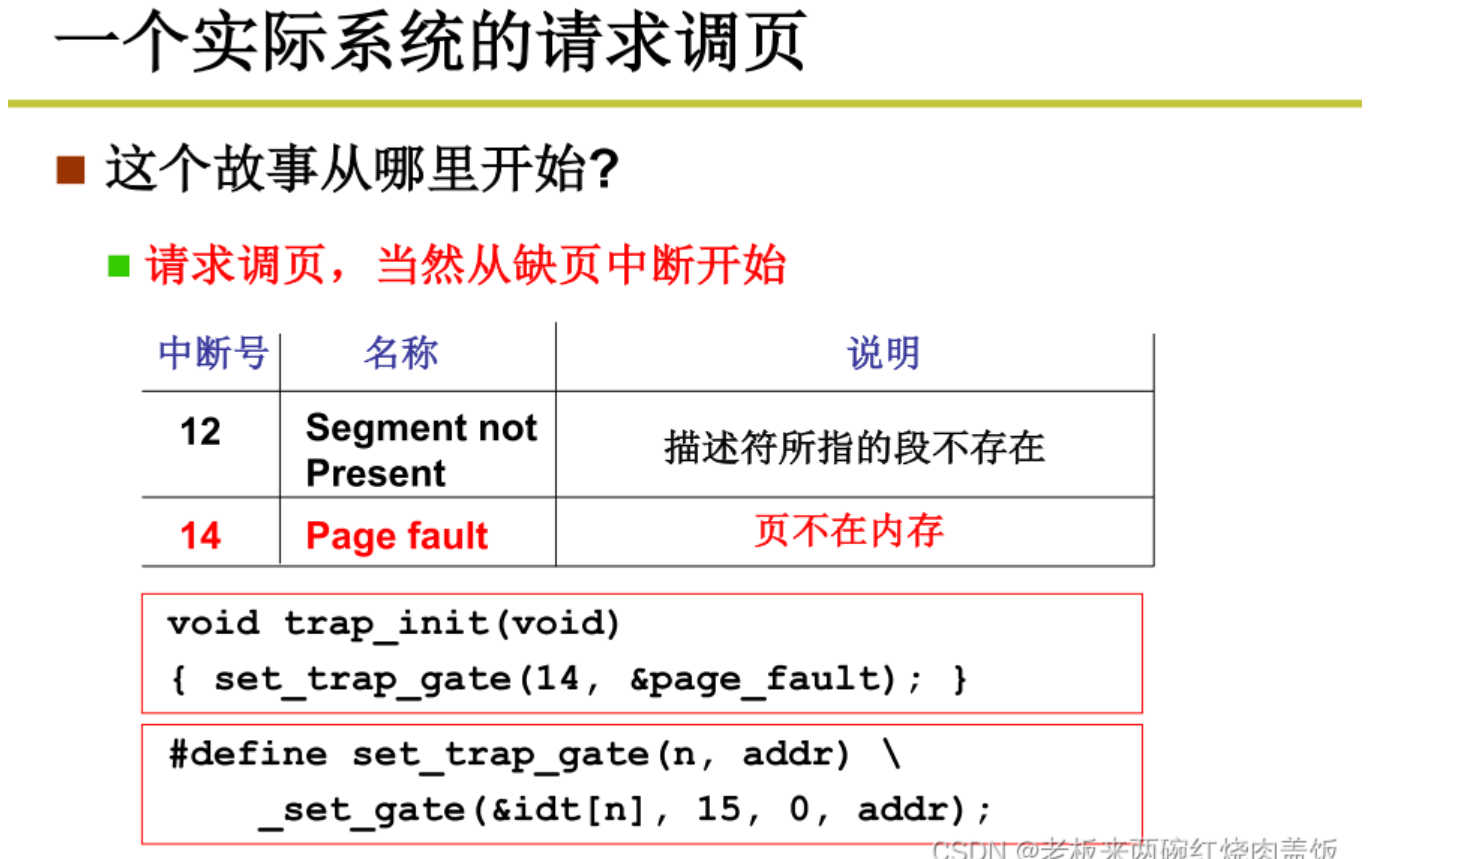 一个实际系统的请求调页
这个故事从哪里开始?
请求调页，当然从缺页中断开始
中断号 名称 说明
12 Segment not Present 描述符所指的段不存在
14 Page fault 页不在内存
void trap_init(void)
{ set_trap_gate(14, &page_fault); }
#define set_trap_gate(n, addr) \
_set_gate(&idt[n], 15, 0, addr);
CSDN @老板来两碗红烧肉盖饭